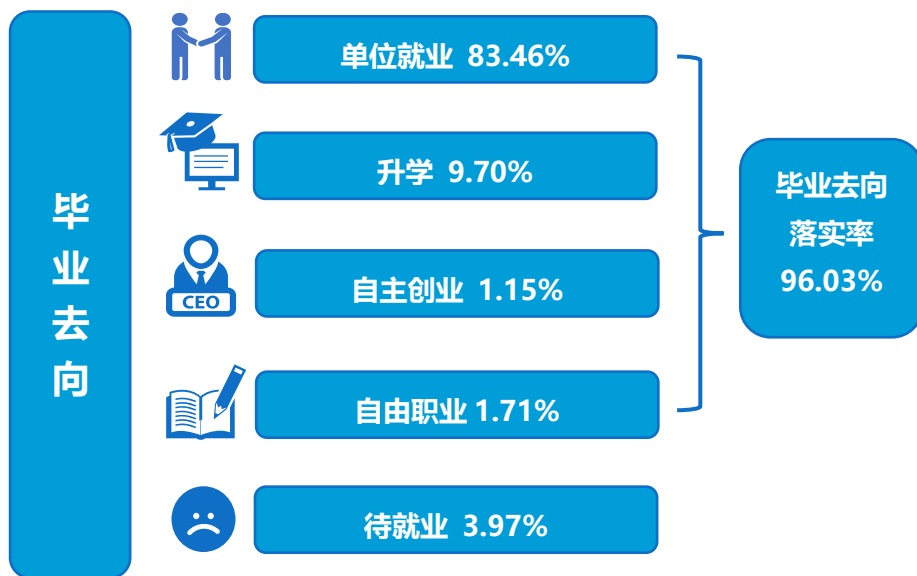 毕业去向
单位就业 83.46%
升学 9.70%
CEO
自主创业 1.15%
自由职业 1.71%
待就业 3.97%
毕业去向
落实率
96.03%